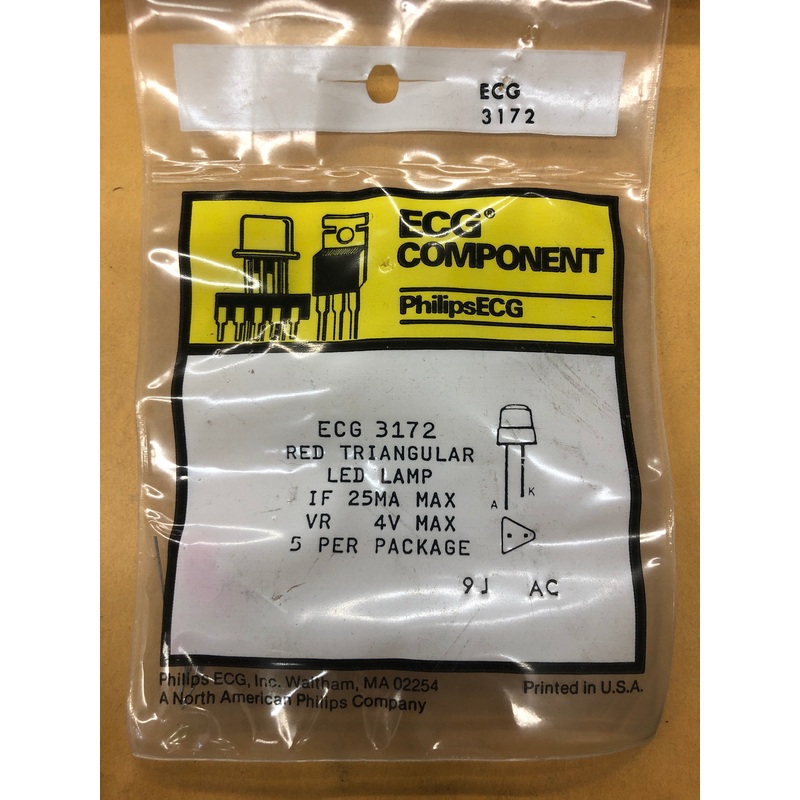 ECG
3172
ECG®
COMPONENT
PhilipsECG
ECG 3172
RED TRIANGULAR
LED LAMP
IF 25MA MAX
VR 4V MAX
5 PER PACKAGE
A K
9J AC
Philips ECG, Inc. Waltham, MA 02254
A North American Philips Company
Printed in U.S.A.